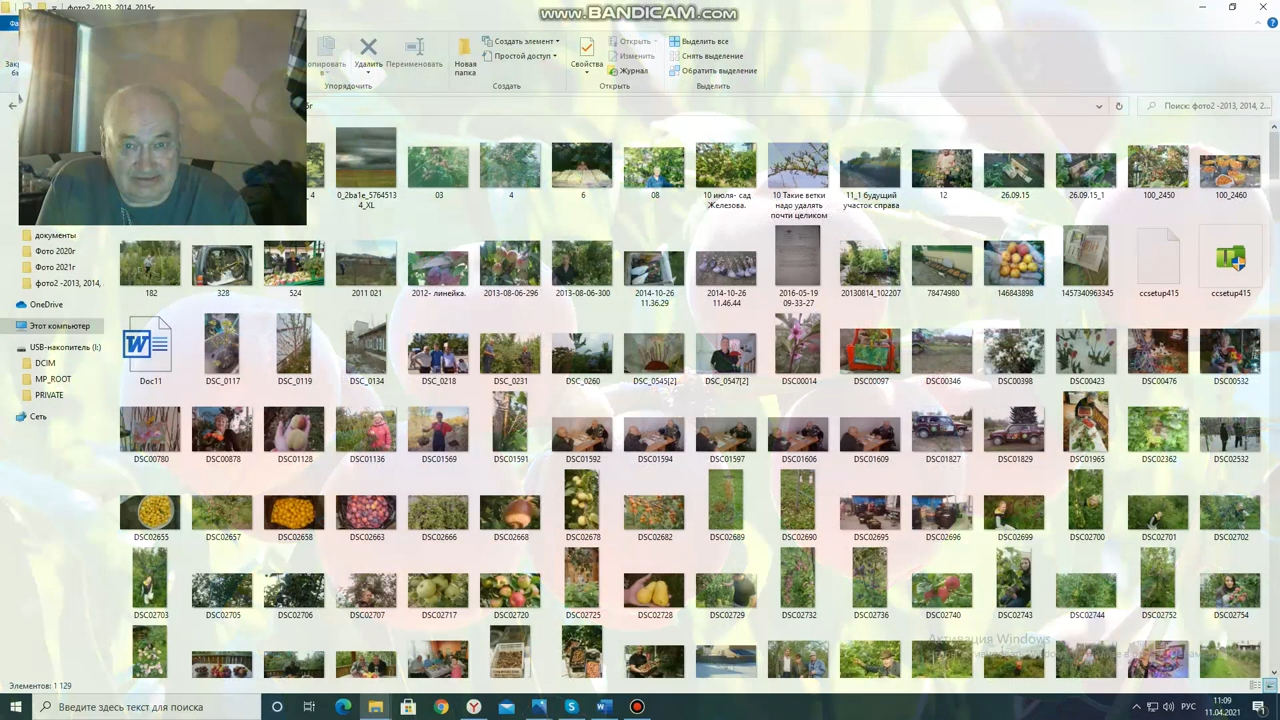 фото2 -2013, 2014, 2015г
www.BANDICAM.com
Удалить
Переименовать
Новая
папка
Создать элемент
Простой доступ
Свойства
Открыть
Изменить
Журнал
Выделить все
Снять выделение
Обратить выделение
Упорядочить
Создать
Открыть
Выделить
Поиск: фото2 -2013, 2014, 2...
документы
Фото 2020г
Фото 2021г
фото2 -2013, 2014,
OneDrive
Этот компьютер
USB-накопитель (I:)
DCIM
MP_ROOT
PRIVATE
Сеть
0_2ba1e_5764513
4_XL
03
4
6
08
10 июля- сад
Железова.
10 Такие ветки
надо удалять
почти целиком
11_1 будущий
участок справа
12
26.09.15
26.09.15_1
100_2450
100_2460
182
328
524
2011 021
2012- линейка.
2013-08-06-296
2013-08-06-300
2014-10-26
11.36.29
2014-10-26
11.46.44
2016-05-19
09-33-27
20130814_102207
78474980
146843898
1457340963345
ccsetup415
ccsetup415
Doc11
DSC_0117
DSC_0119
DSC_0134
DSC_0218
DSC_0231
DSC_0260
DSC_0545[2]
DSC_0547[2]
DSC00014
DSC00097
DSC00346
DSC00398
DSC00423
DSC00476
DSC00532
DSC00780
DSC00878
DSC01128
DSC01136
DSC01569
DSC01591
DSC01592
DSC01594
DSC01597
DSC01606
DSC01609
DSC01827
DSC01829
DSC01965
DSC02362
DSC02532
DSC02655
DSC02657
DSC02658
DSC02663
DSC02666
DSC02668
DSC02678
DSC02682
DSC02689
DSC02690
DSC02695
DSC02696
DSC02699
DSC02700
DSC02701
DSC02702
DSC02703
DSC02705
DSC02706
DSC02707
DSC02717
DSC02720
DSC02725
DSC02728
DSC02729
DSC02732
DSC02736
DSC02740
DSC02743
DSC02744
DSC02752
DSC02754
Активация Windows
Элементов: 1 129
Введите здесь текст для поиска
РУС
11:09
11.04.2021